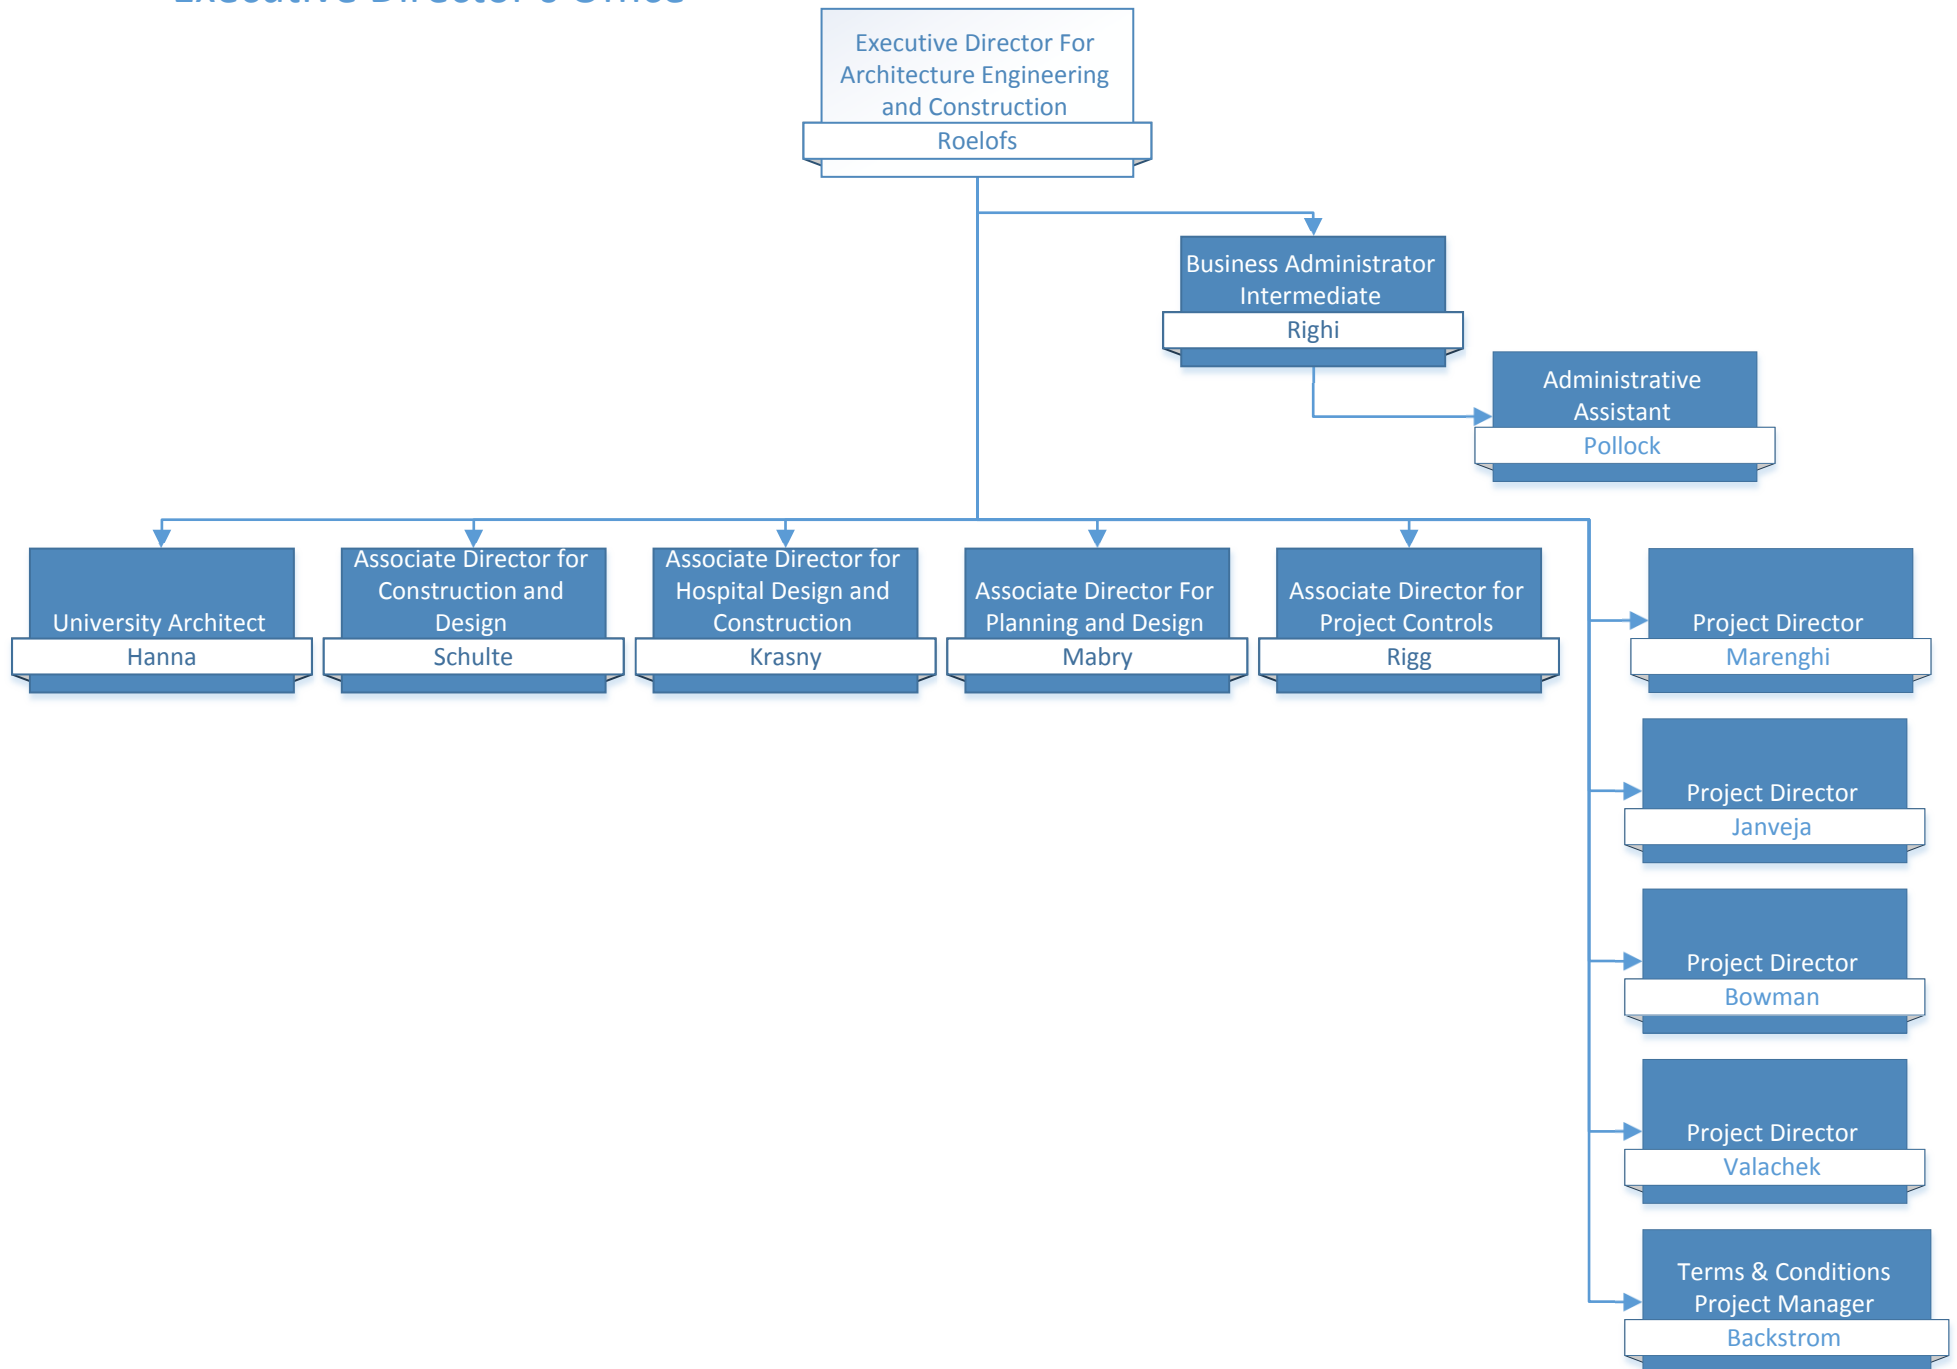 Executive Director's Office
Executive Director For
Architecture Engineering
and Construction
Roelofs
Business Administrator
Intermediate
Righi
Administrative
Assistant
Pollock
University Architect
Hanna
Associate Director for
Construction and
Design
Schulte
Associate Director for
Hospital Design and
Construction
Krasny
Associate Director For
Planning and Design
Mabry
Associate Director for
Project Controls
Rigg
Project Director
Marenghi
Project Director
Janveja
Project Director
Bowman
Project Director
Valachek
Terms & Conditions
Project Manager
Backstrom